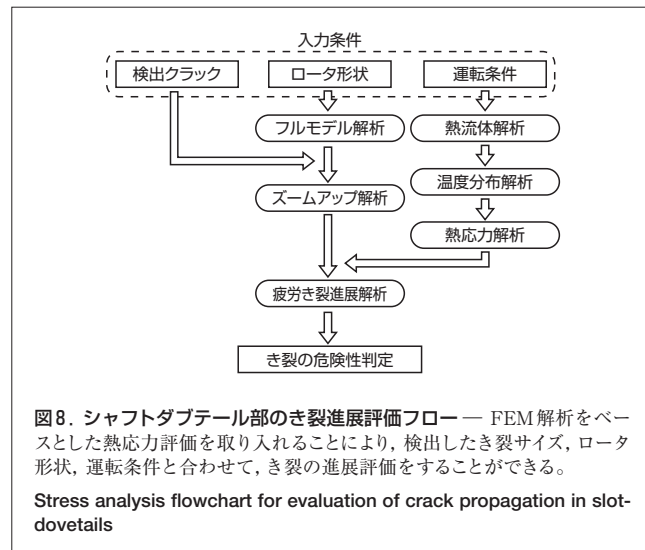 入力条件
検出クラック
ロータ形状
運転条件
フルモデル解析
熱流体解析
温度分布解析
ズームアップ解析
熱応力解析
疲労き裂進展解析
き裂の危険性判定
図8. シャフトダブテール部のき裂進展評価フロー — FEM解析をベー
スとした熱応力評価を取り入れることにより, 検出したき裂サイズ, ロータ
形状, 運転条件と合わせて, き裂の進展評価をすることができる。
Stress analysis flowchart for evaluation of crack propagation in slot-
dovetails